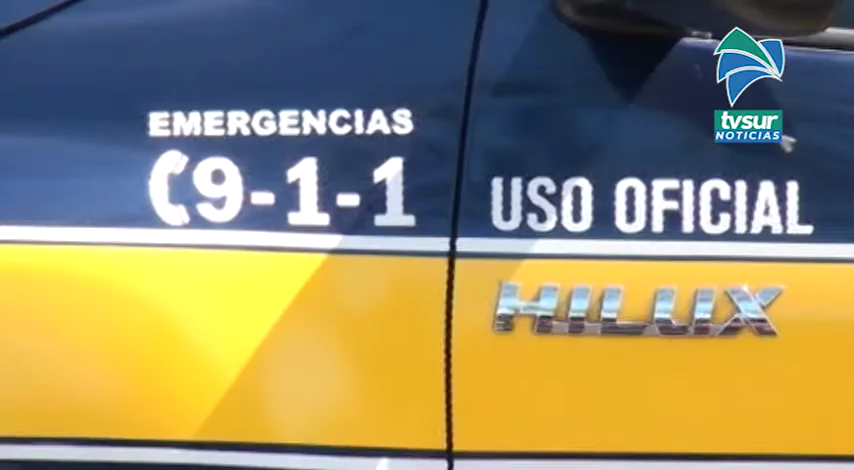 tvsur
NOTICIAS
EMERGENCIAS
9-1-1
USO OFICIAL
HILUX